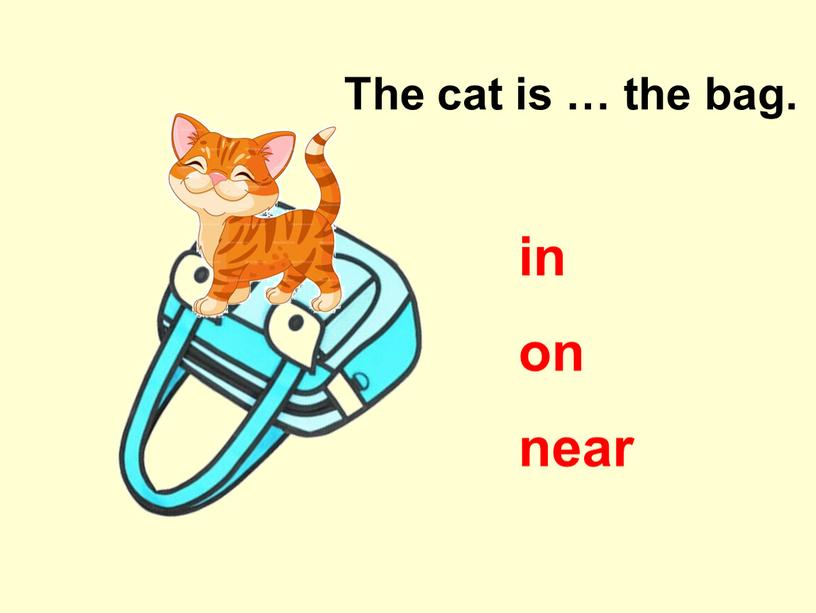 The cat is … the bag.
in
on
near